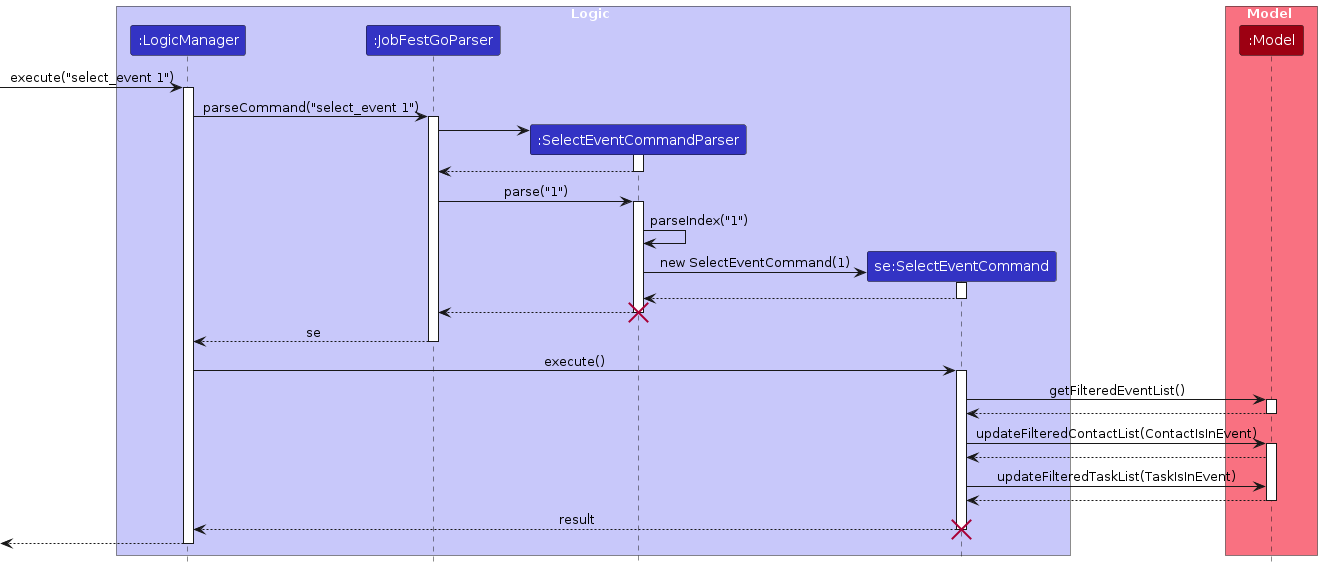 Logic
Model
:LogicManager
:JobFestGoParser
:Model
execute("select_event 1")
parseCommand("select_event 1")
:SelectEventCommandParser
parse("1")
parseIndex("1")
new SelectEventCommand(1)
se:SelectEventCommand
se
execute()
getFilteredEventList()
updateFilteredContactList(ContactIsInEvent)
updateFilteredTaskList(TaskIsInEvent)
result